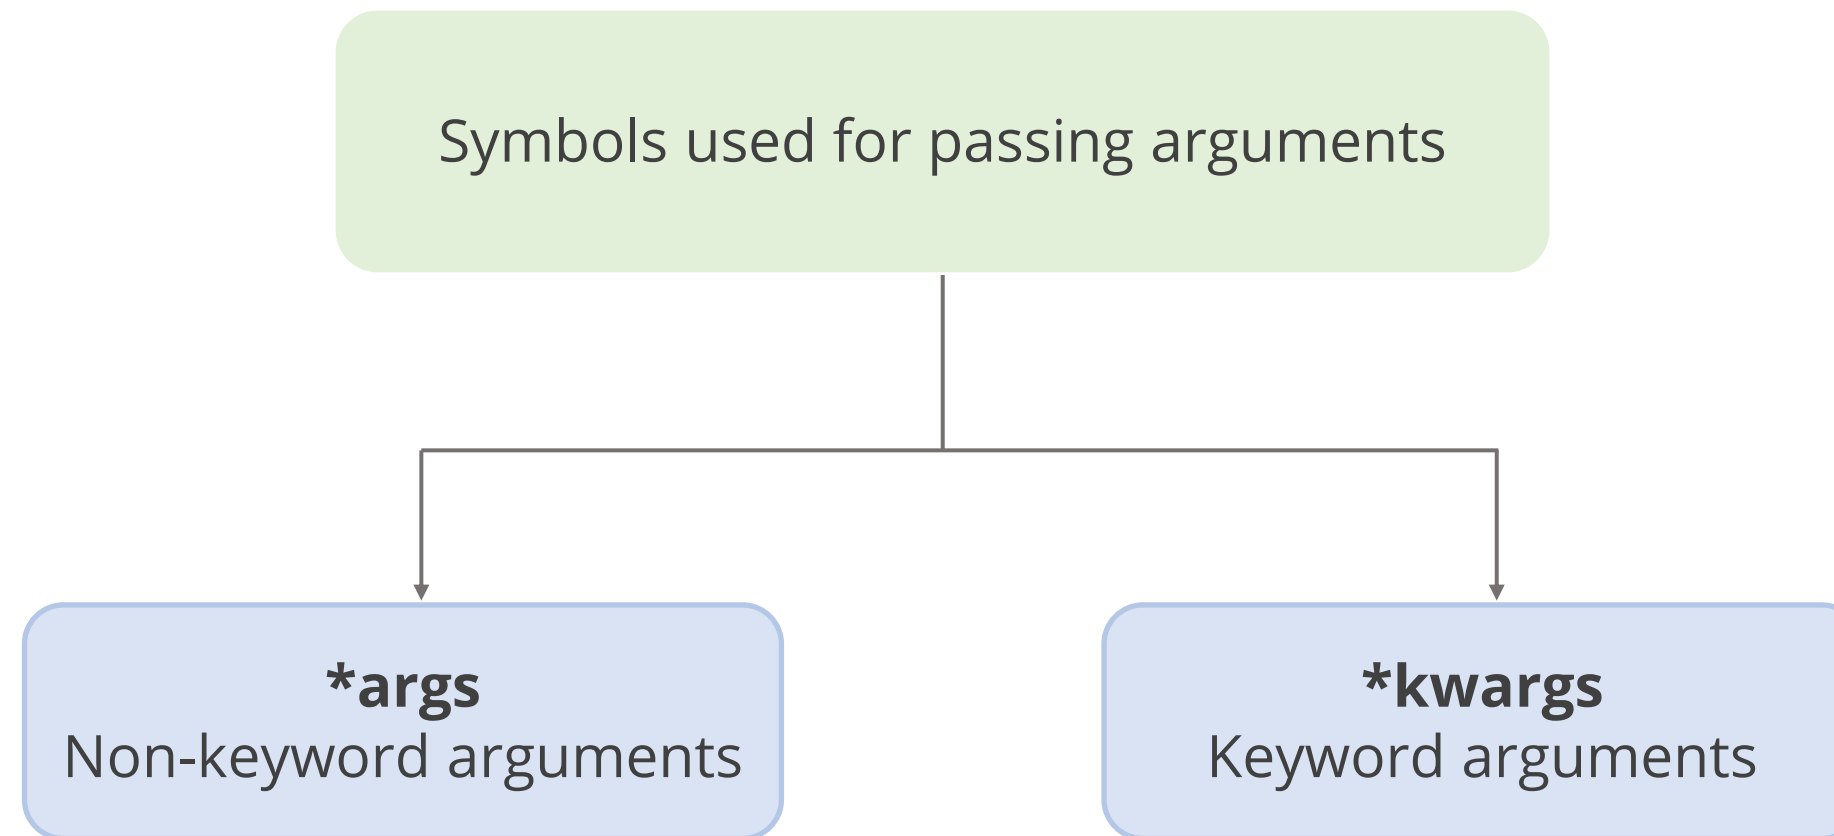 Symbols used for passing arguments
*args
Non-keyword arguments
*kwargs
Keyword arguments